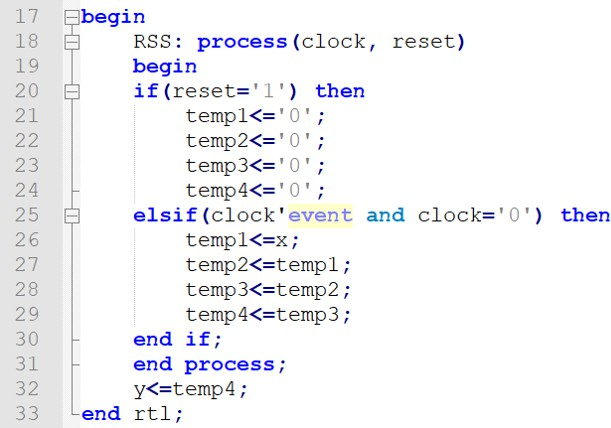 17 begin
18     RSS: process(clock, reset)
19     begin
20     if(reset='1') then
21         temp1<='0';
22         temp2<='0';
23         temp3<='0';
24         temp4<='0';
25     elsif(clock'event and clock='0') then
26         temp1<=x;
27         temp2<=temp1;
28         temp3<=temp2;
29         temp4<=temp3;
30     end if;
31     end process;
32     y<=temp4;
33 end rtl;